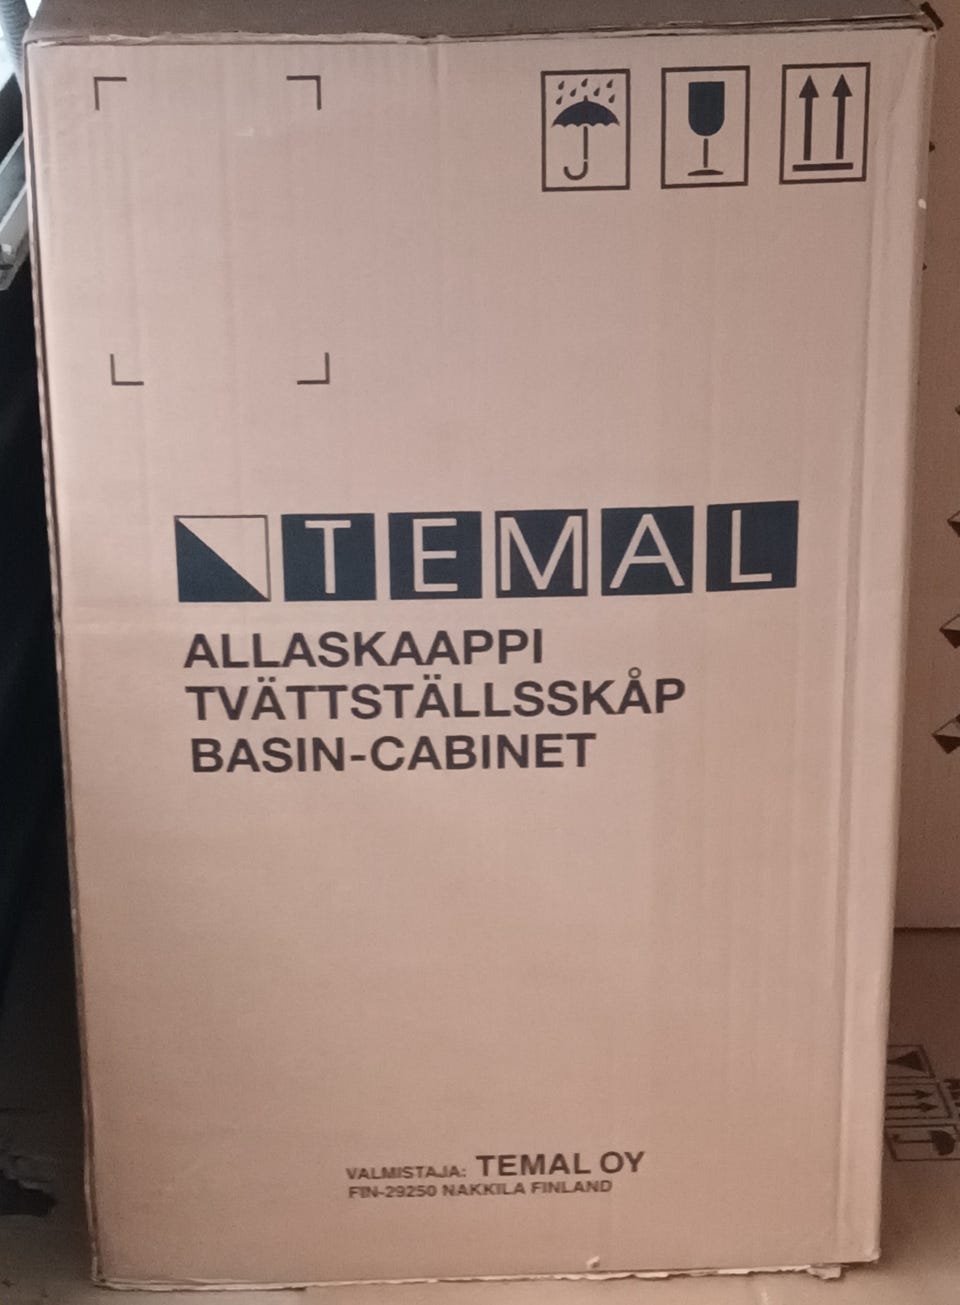 TEMAL
ALLASKAAPPI
TVÄTTSTÄLLSSKÅP
BASIN-CABINET
VALMISTAJA: TEMAL OY
FIN-29250 NAKKILA FINLAND